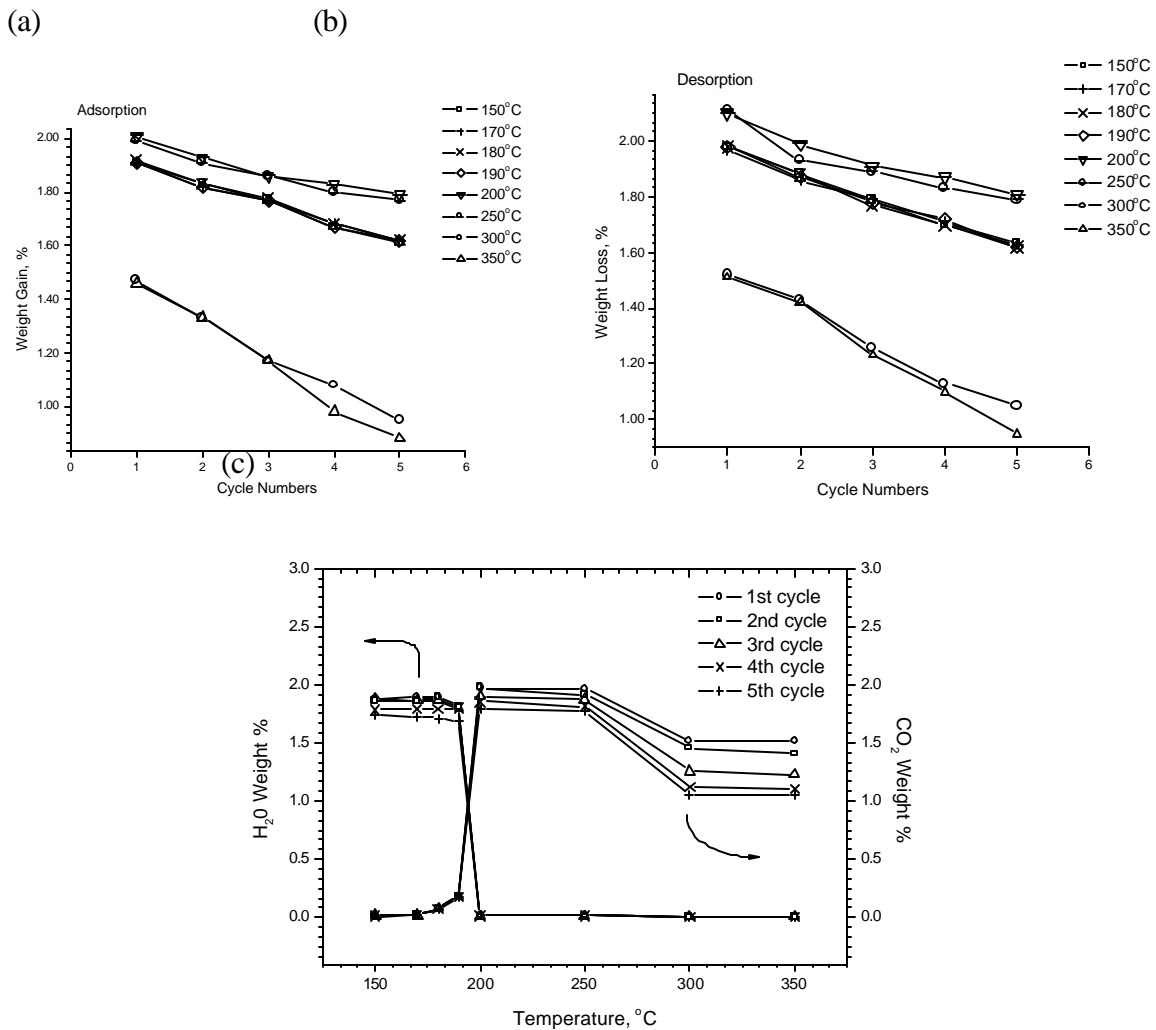 (a)
(b)
Adsorption
150°C
170°C
180°C
190°C
200°C
250°C
300°C
350°C
2.00
1.80
1.60
1.40
1.20
1.00
Weight Gain, %
0 1 2 3 4 5 6
Cycle Numbers
Desorption
150°C
170°C
180°C
190°C
200°C
250°C
300°C
350°C
2.00
1.80
1.60
1.40
1.20
1.00
Weight Loss, %
0 1 2 3 4 5 6
Cycle Numbers
(c)
1st cycle
2nd cycle
3rd cycle
4th cycle
5th cycle
3.0
2.5
2.0
1.5
1.0
0.5
0.0
H₂0 Weight %
3.0
2.5
2.0
1.5
1.0
0.5
0.0
CO₂ Weight %
150 200 250 300 350
Temperature, °C